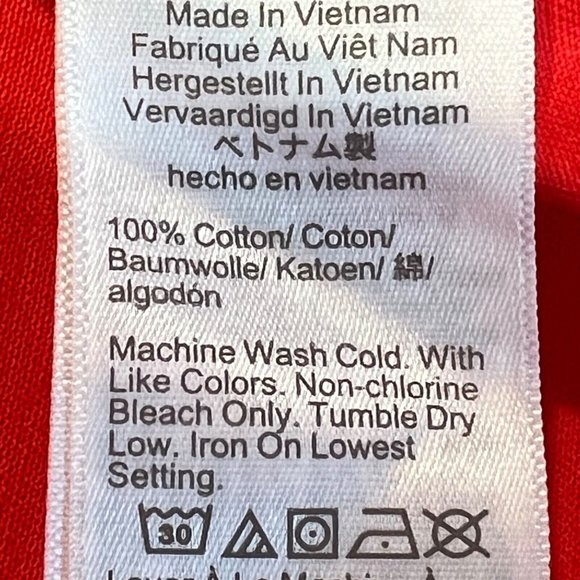 Made In Vietnam
Fabriqué Au Viêt Nam
Hergestellt In Vietnam
Vervaardigd In Vietnam
ベトナム製
hecho en vietnam
100% Cotton/ Coton/
Baumwolle/ Katoen/ 綿/
algodón
Machine Wash Cold. With
Like Colors. Non-chlorine
Bleach Only. Tumble Dry
Low. Iron On Lowest
Setting.
30